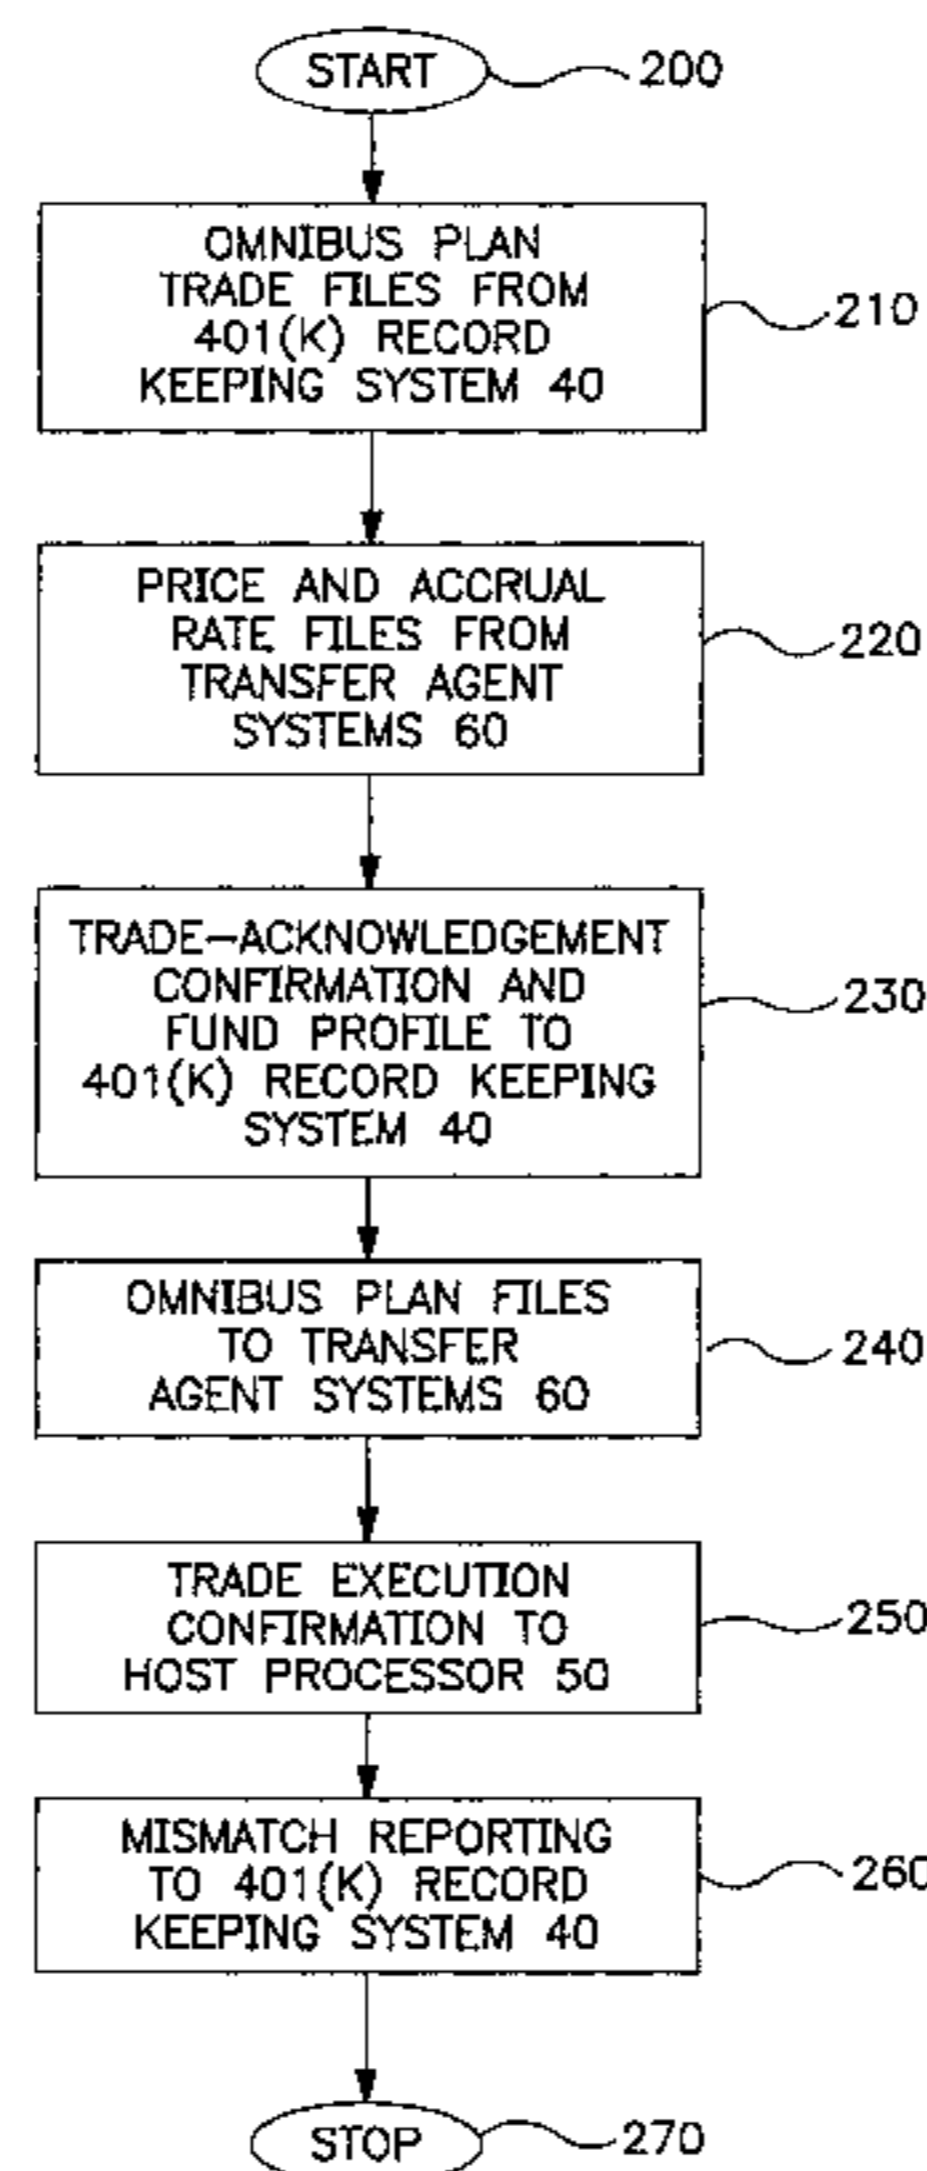 START
200
OMNIBUS PLAN
TRADE FILES FROM
401(K) RECORD
KEEPING SYSTEM 40
210
PRICE AND ACCRUAL
RATE FILES FROM
TRANSFER AGENT
SYSTEMS 60
220
TRADE-ACKNOWLEDGEMENT
CONFIRMATION AND
FUND PROFILE TO
401(K) RECORD KEEPING
SYSTEM 40
230
OMNIBUS PLAN FILES
TO TRANSFER
AGENT SYSTEMS 60
240
TRADE EXECUTION
CONFIRMATION TO
HOST PROCESSOR 50
250
MISMATCH REPORTING
TO 401(K) RECORD
KEEPING SYSTEM 40
260
STOP
270